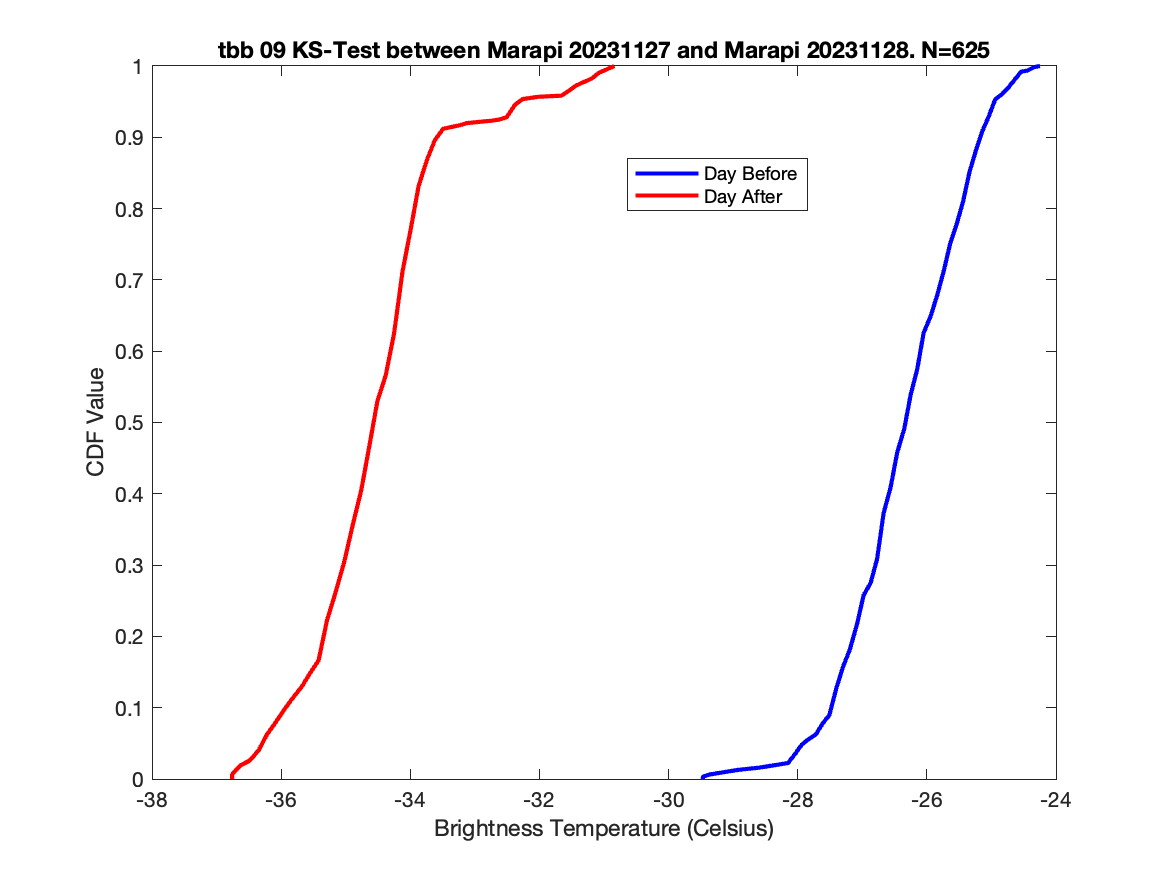 tbb 09 KS-Test between Marapi 20231127 and Marapi 20231128. N=625
1
0.9
0.8
0.7
0.6
0.5
0.4
0.3
0.2
0.1
0
CDF Value
Day Before
Day After
-38 -36 -34 -32 -30 -28 -26 -24
Brightness Temperature (Celsius)